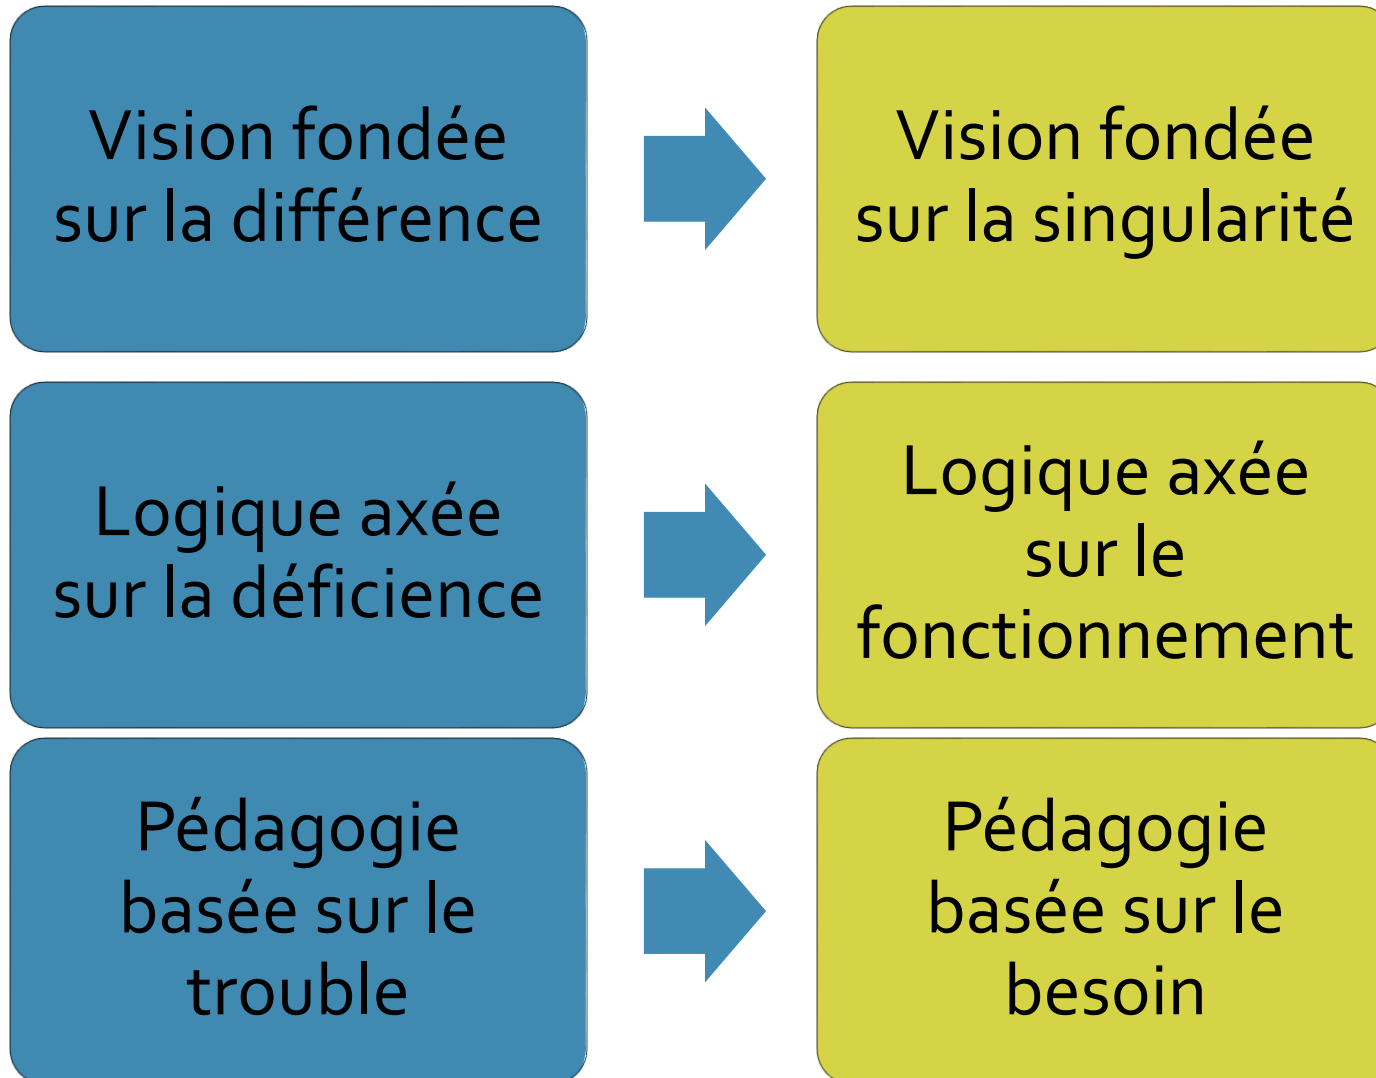 Vision fondée
sur la différence
Vision fondée
sur la singularité
Logique axée
sur la déficience
Logique axée
sur le
fonctionnement
Pédagogie
basée sur le
trouble
Pédagogie
basée sur le
besoin